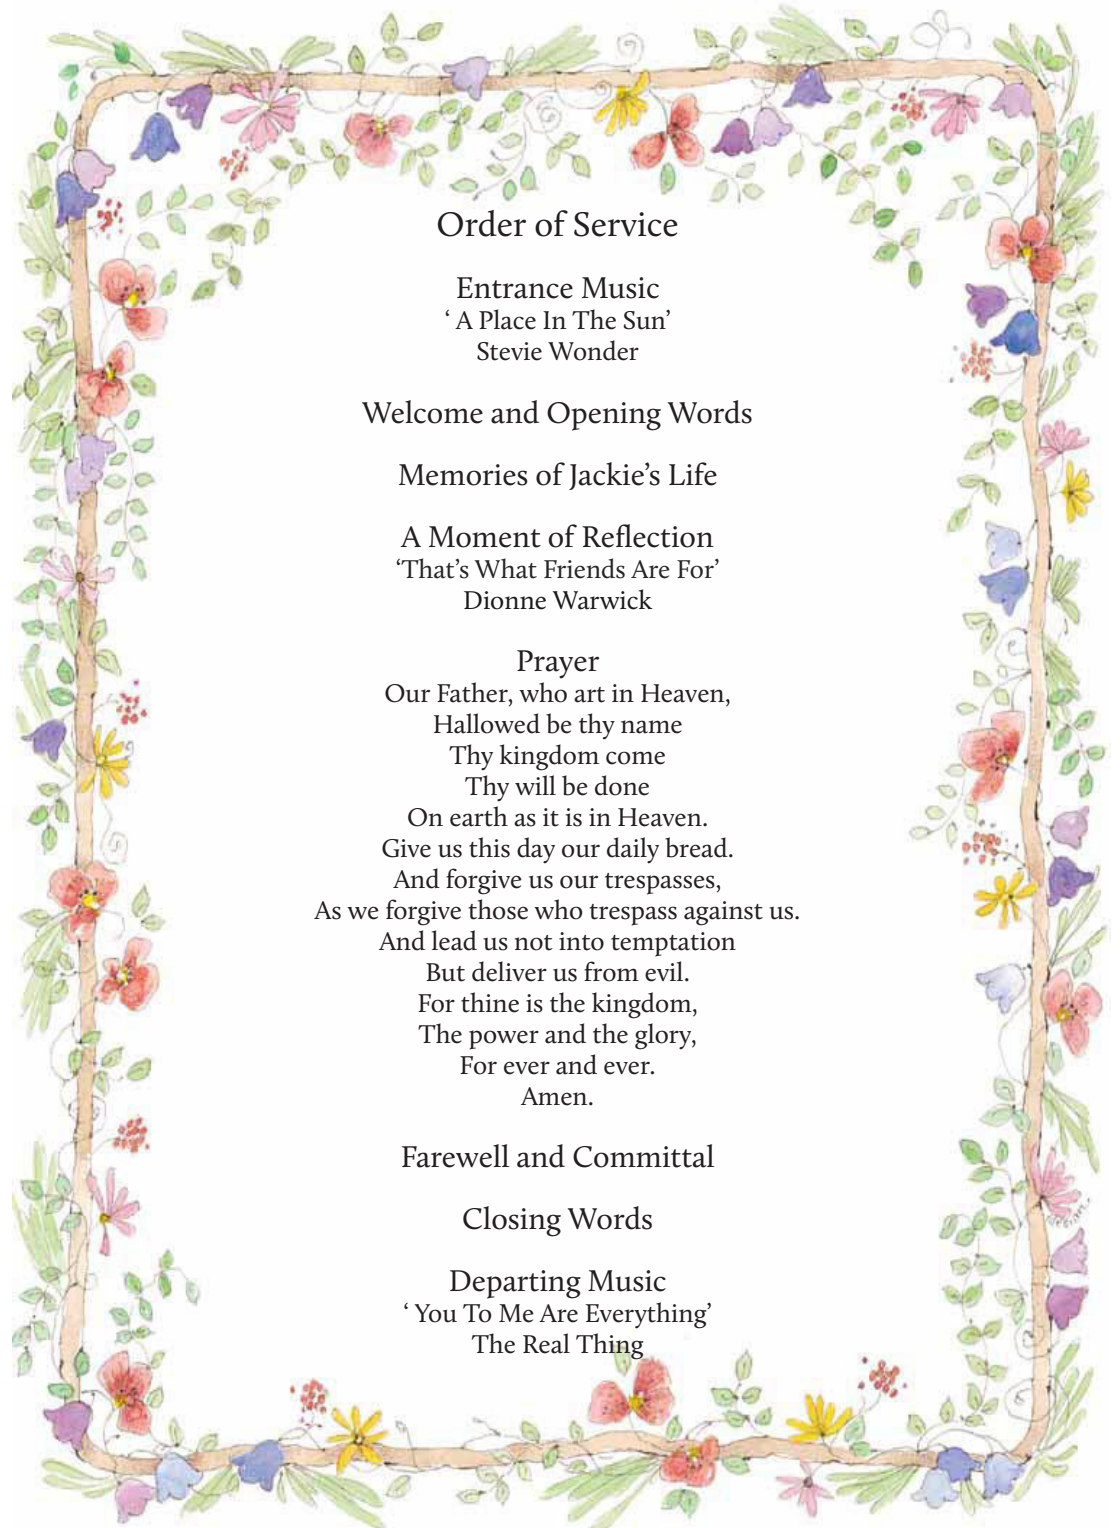 Order of Service
Entrance Music
‘ A Place In The Sun’
Stevie Wonder
Welcome and Opening Words
Memories of Jackie’s Life
A Moment of Reflection
‘That’s What Friends Are For’
Dionne Warwick
Prayer
Our Father, who art in Heaven,
Hallowed be thy name
Thy kingdom come
Thy will be done
On earth as it is in Heaven.
Give us this day our daily bread.
And forgive us our trespasses,
As we forgive those who trespass against us.
And lead us not into temptation
But deliver us from evil.
For thine is the kingdom,
The power and the glory,
For ever and ever.
Amen.
Farewell and Committal
Closing Words
Departing Music
‘ You To Me Are Everything’
The Real Thing